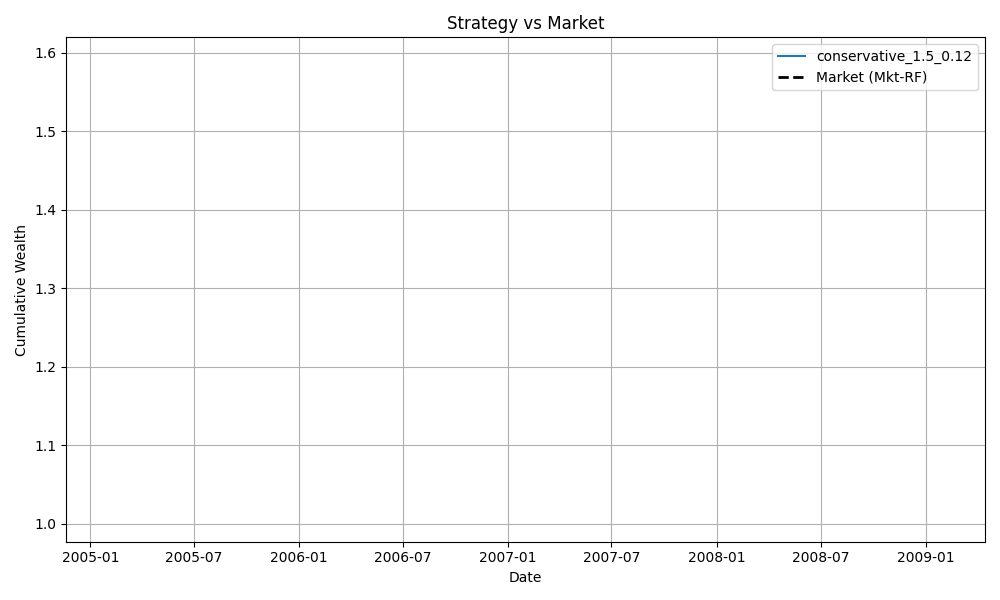 Strategy vs Market
conservative_1.5_0.12
Market (Mkt-RF)
Cumulative Wealth
1.6
1.5
1.4
1.3
1.2
1.1
1.0
2005-01 2005-07 2006-01 2006-07 2007-01 2007-07 2008-01 2008-07 2009-01
Date